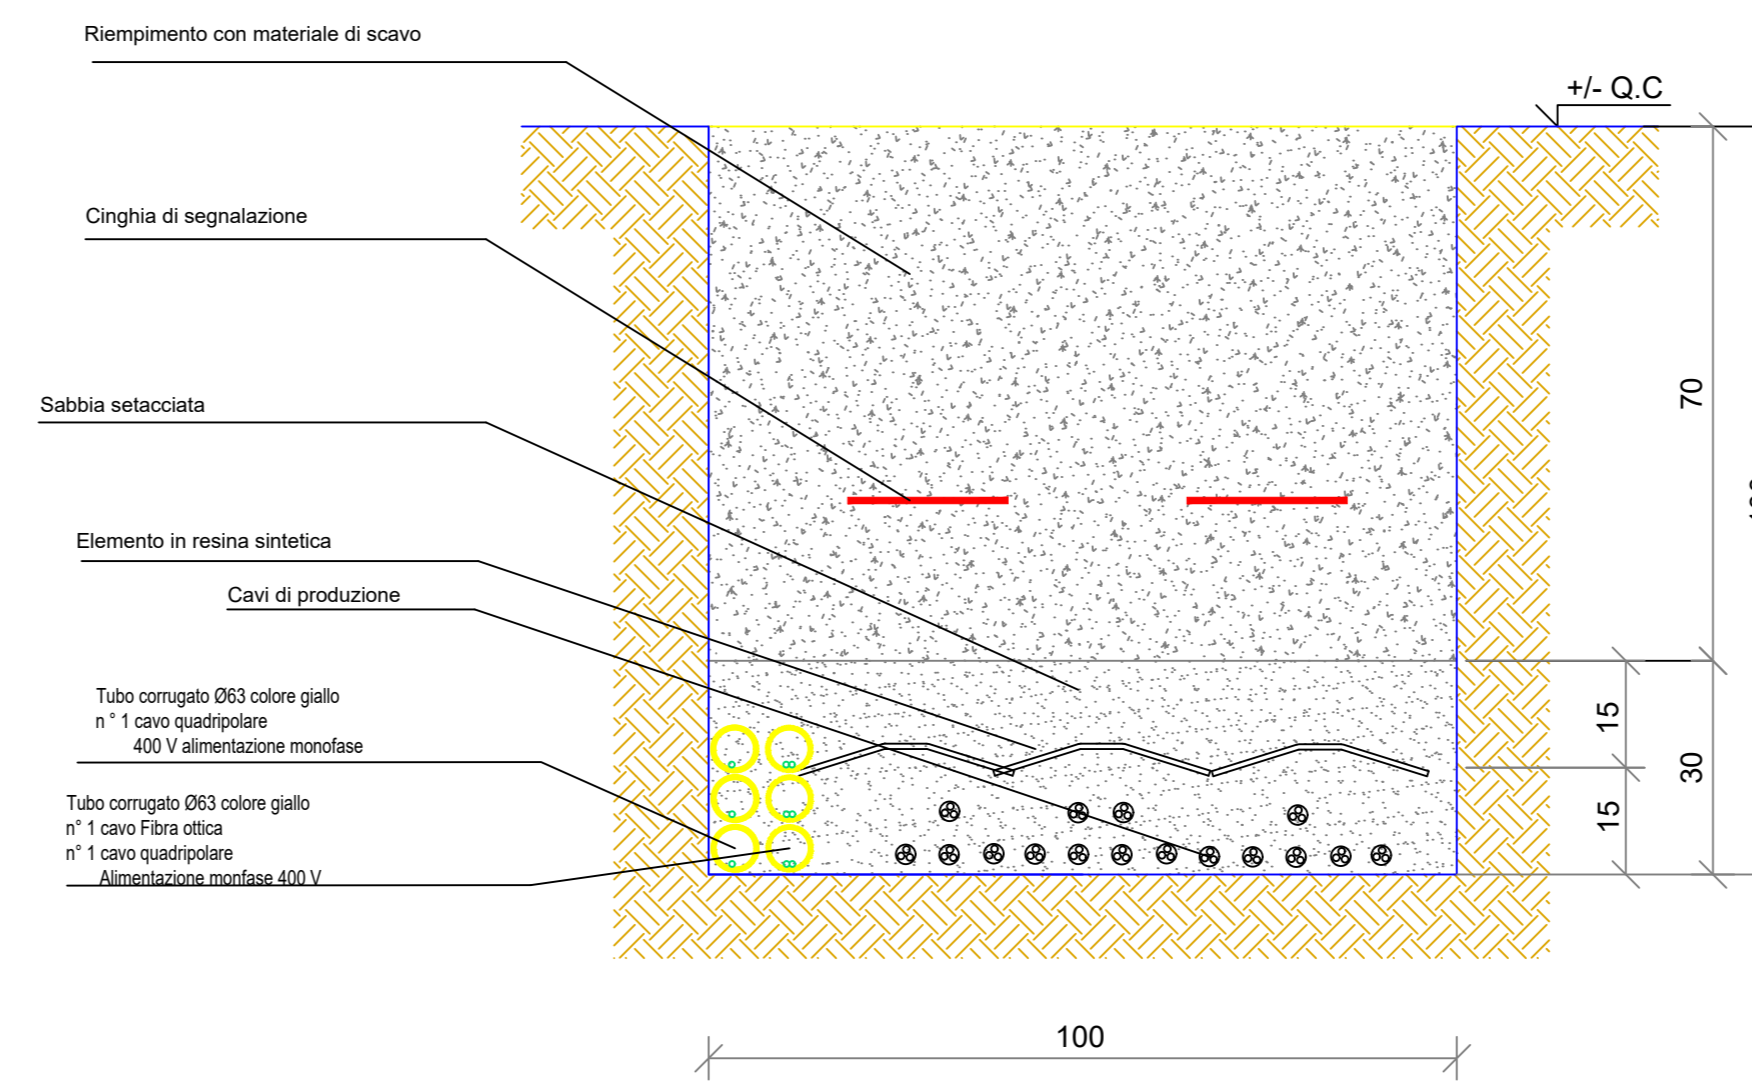 Riempimento con materiale di scavo
+/- Q.C
Cinghia di segnalazione
70
Sabbia setacciata
Elemento in resina sintetica
Cavi di produzione
Tubo corrugato Ø63 colore giallo
n ° 1 cavo quadripolare
400 V alimentazione monofase
15
30
15
Tubo corrugato Ø63 colore giallo
n° 1 cavo Fibra ottica
n° 1 cavo quadripolare
Alimentazione monfase 400 V
100